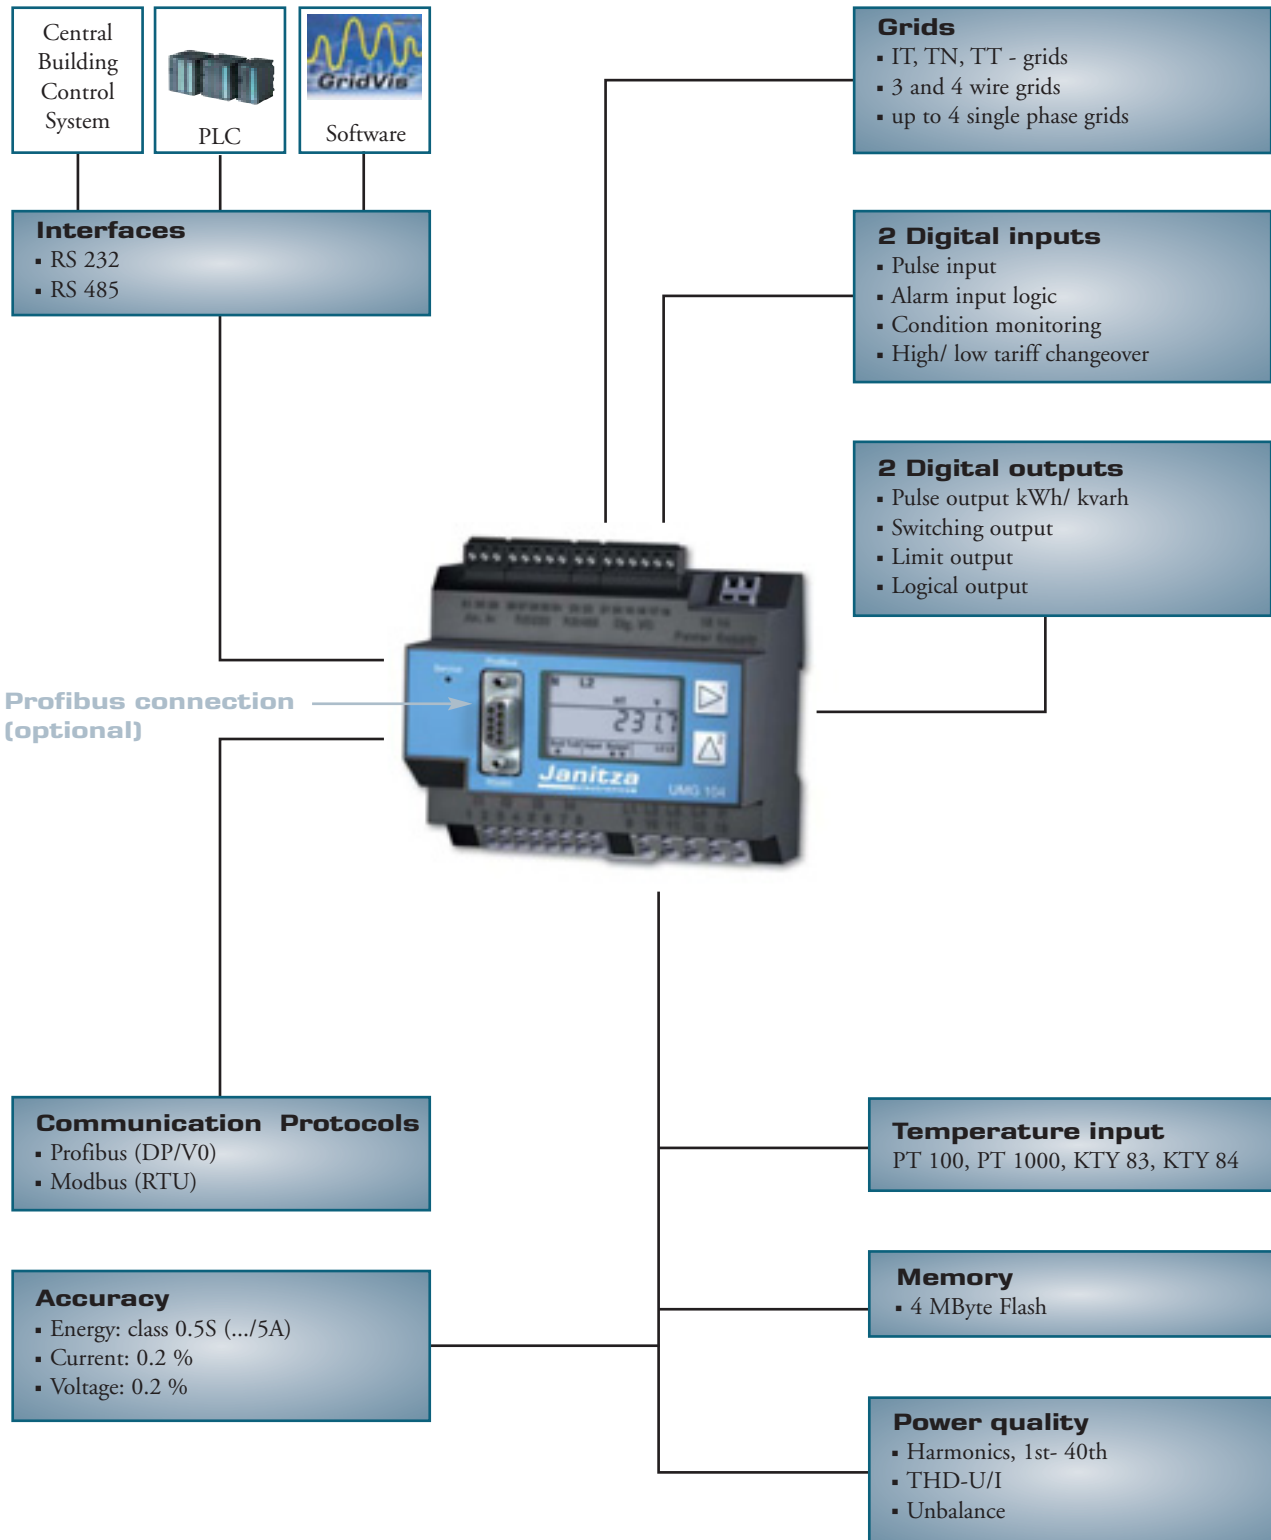 Central
Building
Control
System
PLC
GridVis
Software
Interfaces
▪ RS 232
▪ RS 485
Grids
▪ IT, TN, TT - grids
▪ 3 and 4 wire grids
▪ up to 4 single phase grids
2 Digital inputs
▪ Pulse input
▪ Alarm input logic
▪ Condition monitoring
▪ High/ low tariff changeover
2 Digital outputs
▪ Pulse output kWh/ kvarh
▪ Switching output
▪ Limit output
▪ Logical output
Profibus connection
(optional)
Profibus
N L2
231.7
Janitza
UMG 104
Communication Protocols
▪ Profibus (DP/V0)
▪ Modbus (RTU)
Accuracy
▪ Energy: class 0.5S (.../5A)
▪ Current: 0.2 %
▪ Voltage: 0.2 %
Temperature input
PT 100, PT 1000, KTY 83, KTY 84
Memory
▪ 4 MByte Flash
Power quality
▪ Harmonics, 1st- 40th
▪ THD-U/I
▪ Unbalance